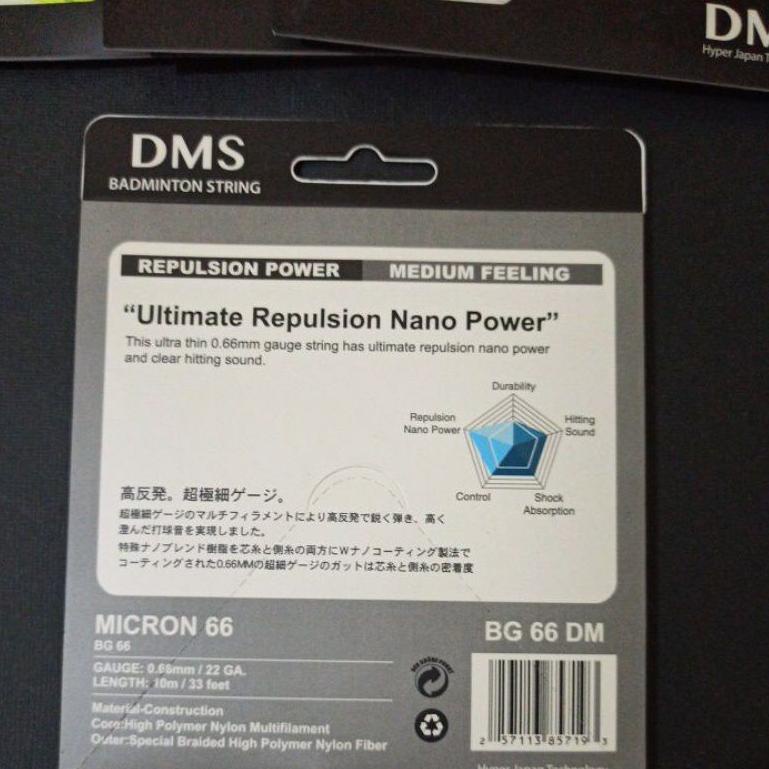 DM
Hyper Japan T
DMS
BADMINTON STRING
REPULSION POWER MEDIUM FEELING
“Ultimate Repulsion Nano Power”
This ultra thin 0.66mm gauge string has ultimate repulsion nano power
and clear hitting sound.
Durability
Repulsion
Nano Power
Hitting
Sound
Control
Shock
Absorption
高反発。超極細ゲージ。
超極細ゲージのマルチフィラメントにより高反発で鋭く弾き、高く
澄んだ打球音を実現しました。
特殊ナノブレンド樹脂を芯糸と側糸の両方にWナノコーティング製法で
コーティングされた0.66MMの超細ゲージのガットは芯糸と側糸の密着度
MICRON 66
BG 66
BG 66 DM
GAUGE: 0.66mm / 22 GA.
LENGTH: 10m / 33 feet
Material-Construction
Core:High Polymer Nylon Multifilament
Outer:Special Braided High Polymer Nylon Fiber
2 57113 85719 3
Hyper Japan Technology